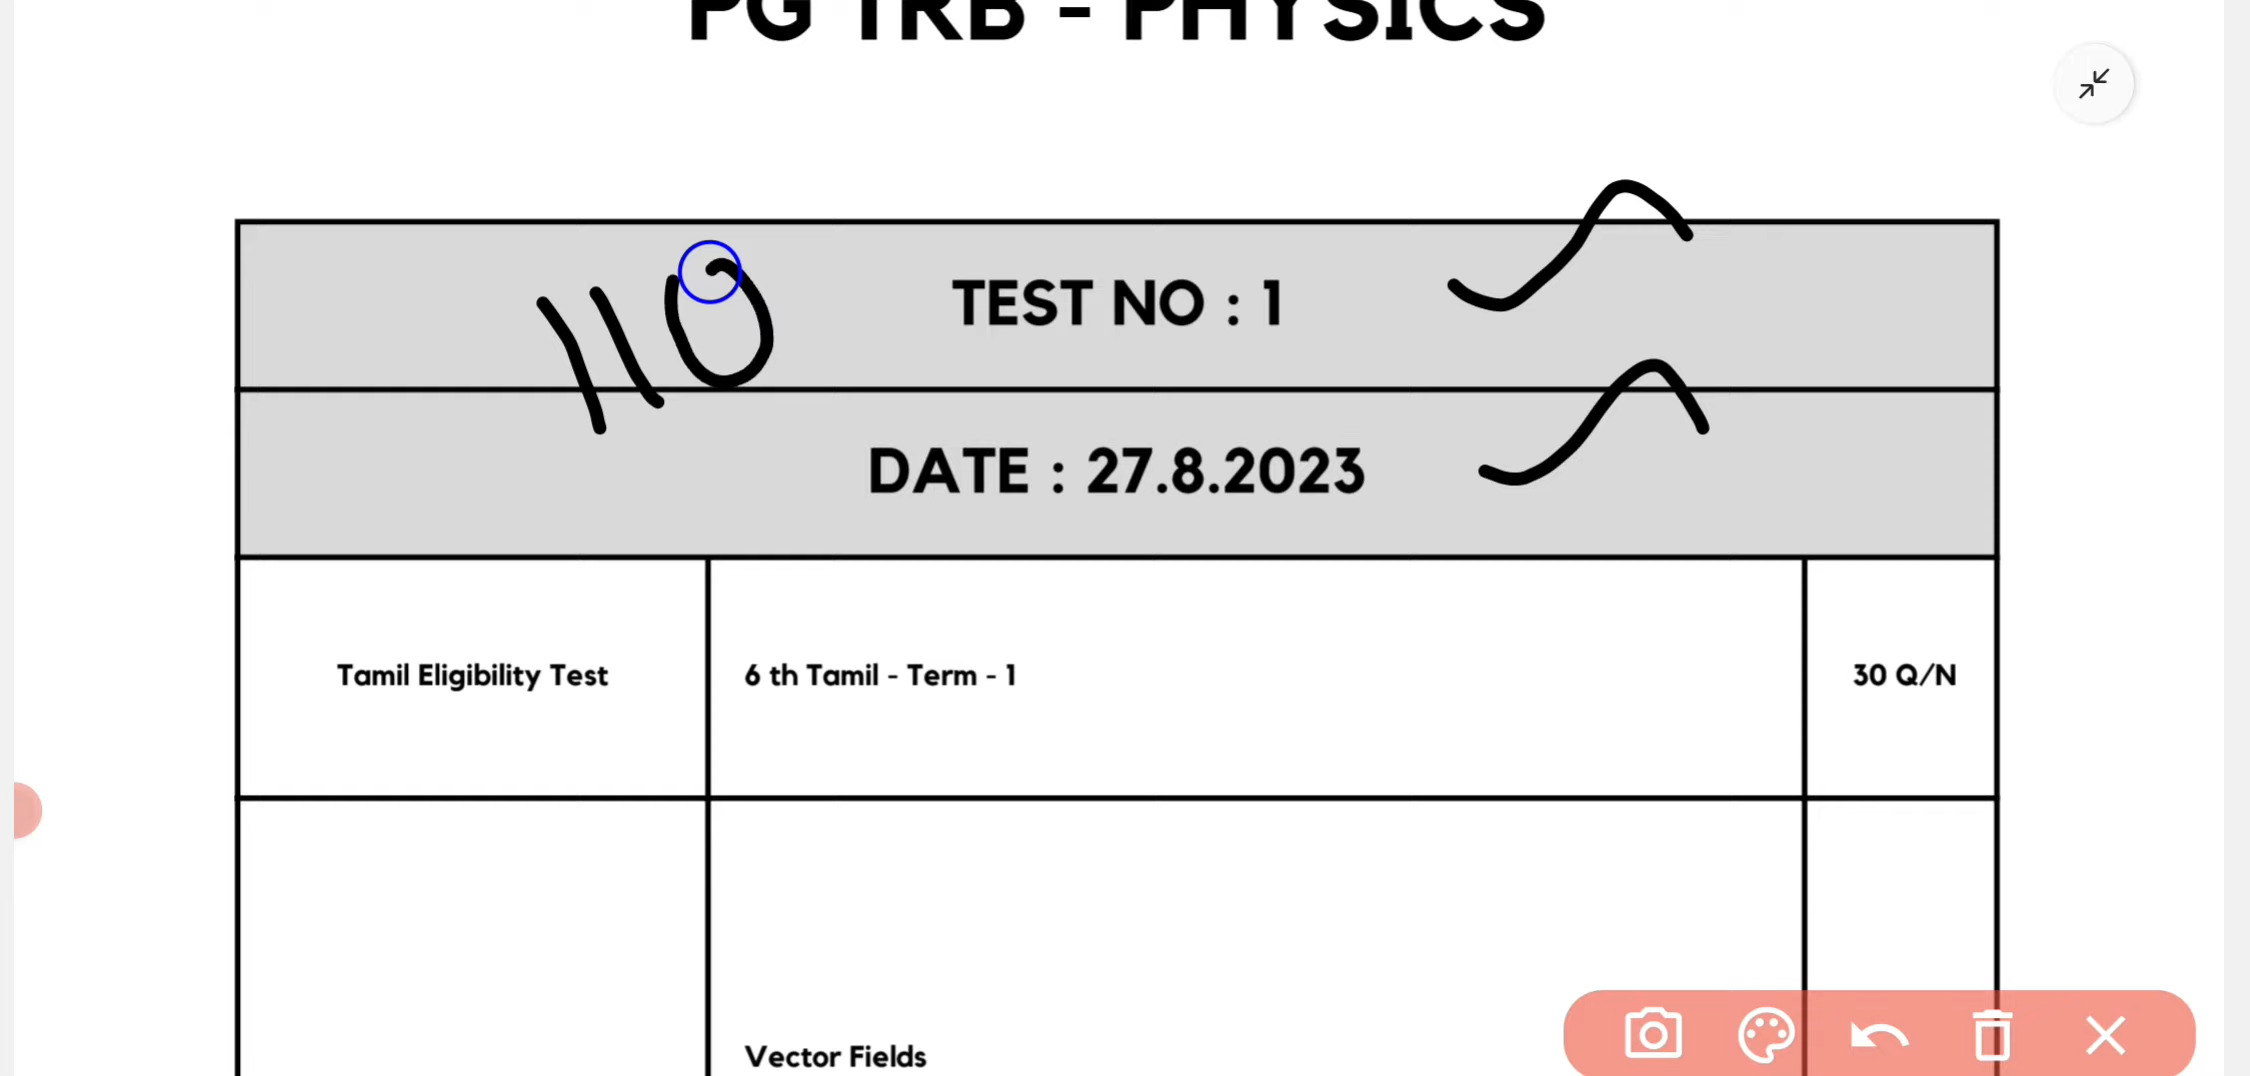 PG TRB - PHYSICS
110
TEST NO : 1
DATE : 27.8.2023
Tamil Eligibility Test
6 th Tamil - Term - 1
30 Q/N
Vector Fields